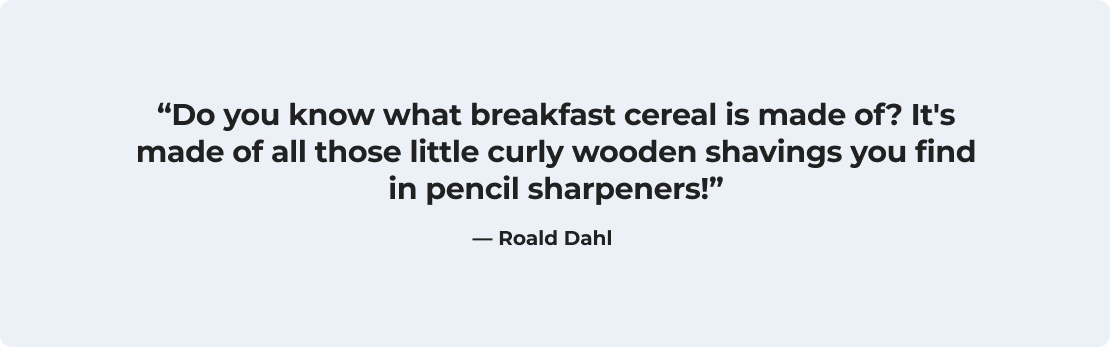 “Do you know what breakfast cereal is made of? It's
made of all those little curly wooden shavings you find
in pencil sharpeners!”
— Roald Dahl